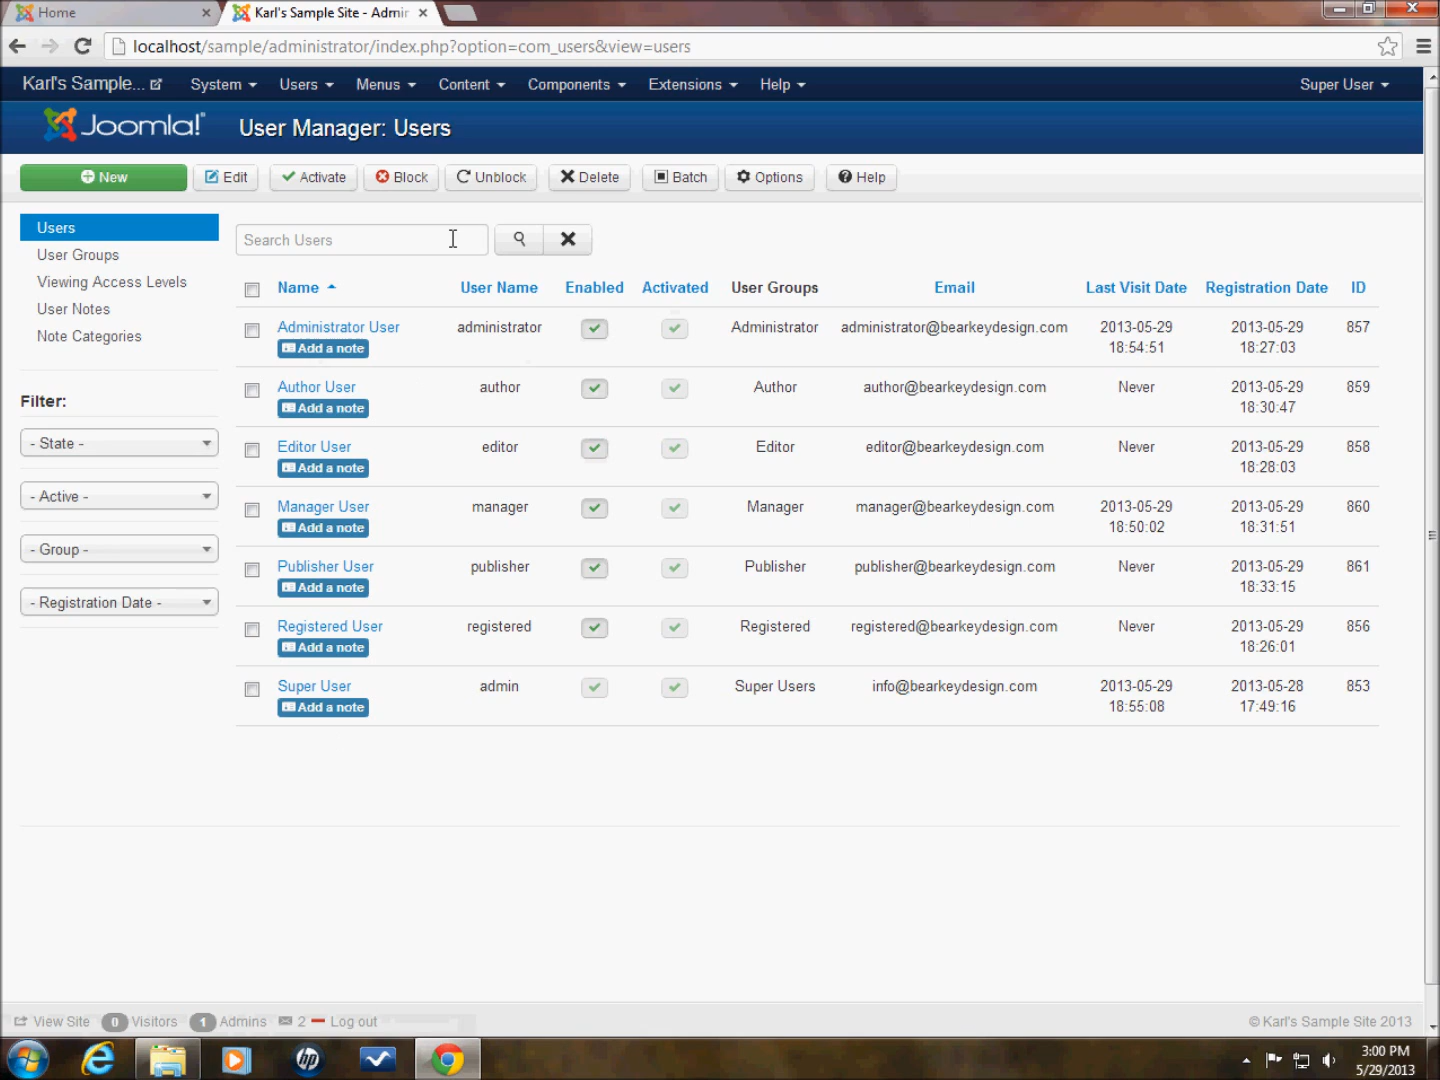 Home
Karl's Sample Site - Admir
localhost/sample/administrator/index.php?option=com_users&view=users
Karl's Sample... System Users Menus Content Components Extensions Help Super User
Joomla!® User Manager: Users
New Edit Activate Block Unblock Delete Batch Options Help
Users
User Groups
Viewing Access Levels
User Notes
Note Categories
Filter:
- State -
- Active -
- Group -
- Registration Date -
Search Users
Name User Name Enabled Activated User Groups Email Last Visit Date Registration Date ID
Administrator User administrator Administrator administrator@bearkeydesign.com 2013-05-29 2013-05-29 857
Add a note 18:54:51 18:27:03
Author User author Author author@bearkeydesign.com Never 2013-05-29 859
Add a note 18:30:47
Editor User editor Editor editor@bearkeydesign.com Never 2013-05-29 858
Add a note 18:28:03
Manager User manager Manager manager@bearkeydesign.com 2013-05-29 2013-05-29 860
Add a note 18:50:02 18:31:51
Publisher User publisher Publisher publisher@bearkeydesign.com Never 2013-05-29 861
Add a note 18:33:15
Registered User registered Registered registered@bearkeydesign.com Never 2013-05-29 856
Add a note 18:26:01
Super User admin Super Users info@bearkeydesign.com 2013-05-29 2013-05-28 853
Add a note 18:55:08 17:49:16
View Site 0 Visitors 1 Admins 2 Log out © Karl's Sample Site 2013
hp
3:00 PM
5/29/2013